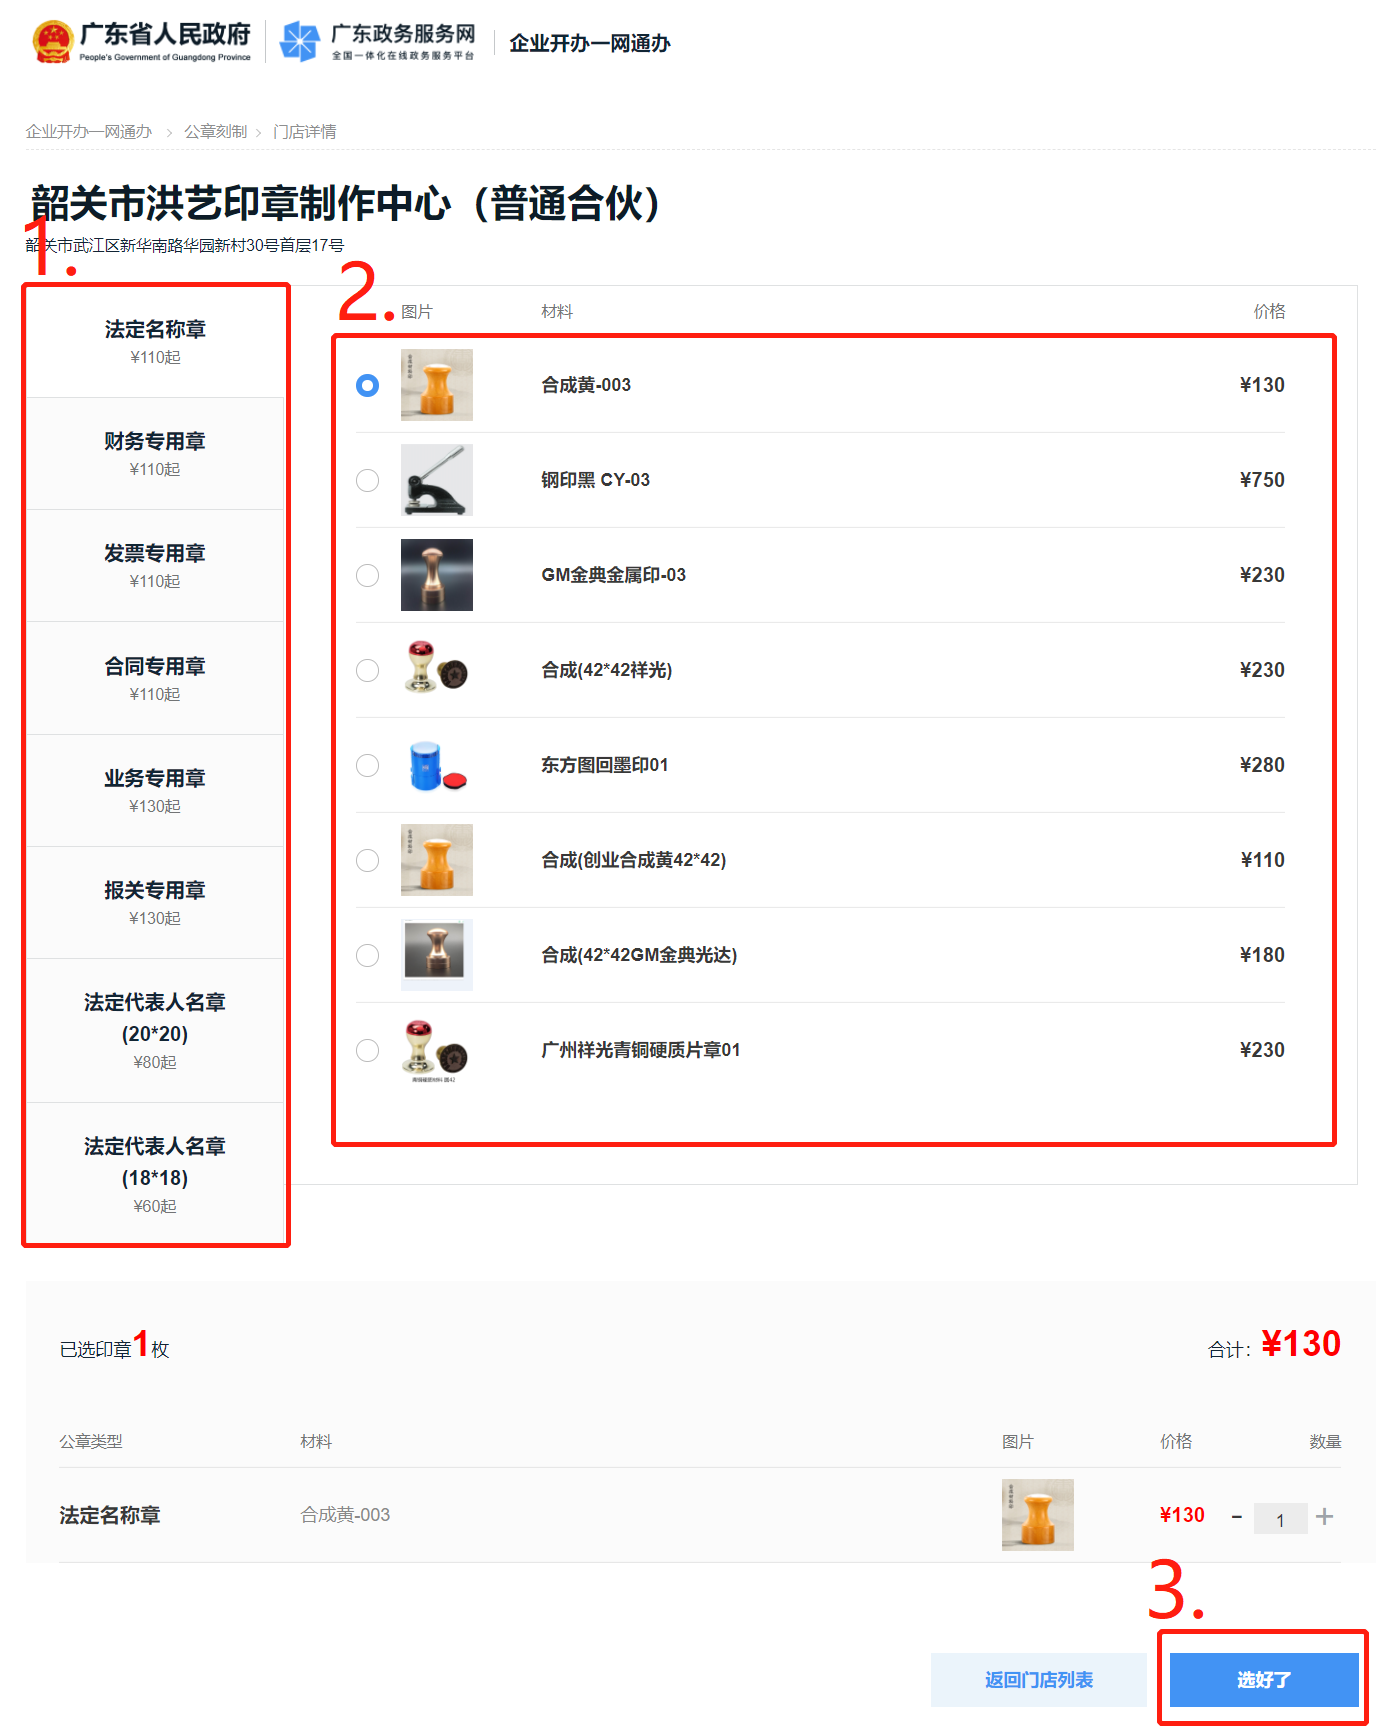 广东省人民政府
People's Government of Guangdong Province
广东政务服务网
全国一体化在线政务服务平台
企业开办一网通办
企业开办一网通办 > 公章刻制 > 门店详情
韶关市洪艺印章制作中心（普通合伙）
韶关市武江区新华南路华园新村30号首层17号
1.
法定名称章
¥110起
财务专用章
¥110起
发票专用章
¥110起
合同专用章
¥110起
业务专用章
¥130起
报关专用章
¥130起
法定代表人名章
(20*20)
¥80起
法定代表人名章
(18*18)
¥60起
2.
图片 材料 价格
合成黄-003 ¥130
钢印黑 CY-03 ¥750
GM金典金属印-03 ¥230
合成(42*42祥光) ¥230
东方图回墨印01 ¥280
合成(创业合成黄42*42) ¥110
合成(42*42GM金典光达) ¥180
广州祥光青铜硬质片章01 ¥230
已选印章1枚 合计：¥130
公章类型 材料 图片 价格 数量
法定名称章 合成黄-003 ¥130 - 1 +
3.
返回门店列表 选好了